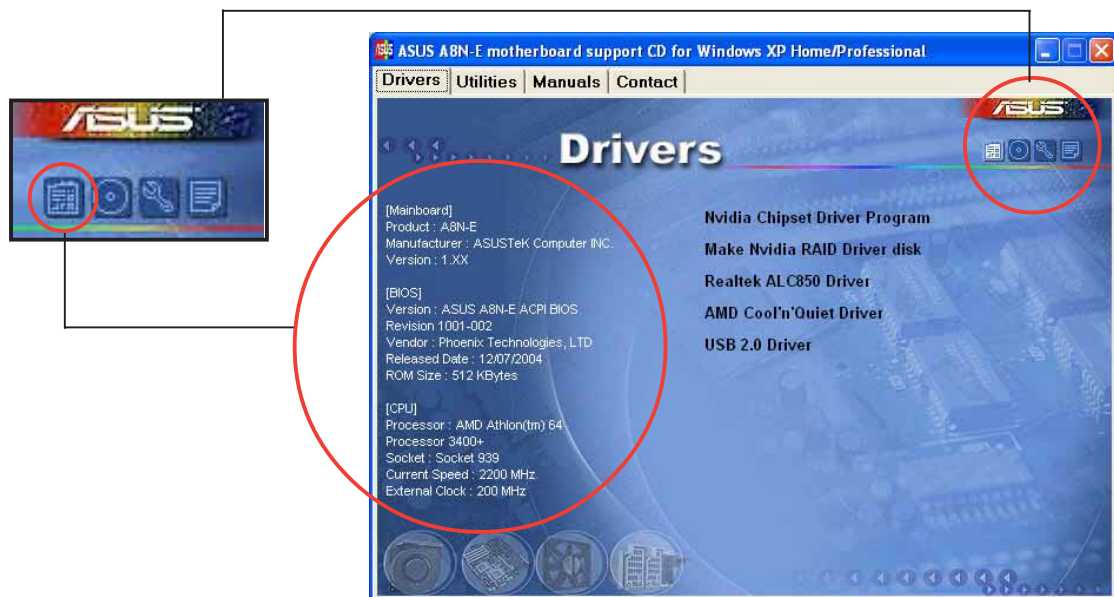 ASUS
ASUS A8N-E motherboard support CD for Windows XP Home/Professional
Drivers Utilities Manuals Contact
ASUS
Drivers
[Mainboard]
Product : A8N-E
Manufacturer : ASUSTeK Computer INC.
Version : 1.XX
[BIOS]
Version : ASUS A8N-E ACPI BIOS
Revision 1001-002
Vendor : Phoenix Technologies, LTD
Released Date : 12/07/2004
ROM Size : 512 KBytes
[CPU]
Processor : AMD Athlon(tm) 64
Processor 3400+
Socket : Socket 939
Current Speed : 2200 MHz
External Clock : 200 MHz
Nvidia Chipset Driver Program
Make Nvidia RAID Driver disk
Realtek ALC850 Driver
AMD Cool'n'Quiet Driver
USB 2.0 Driver